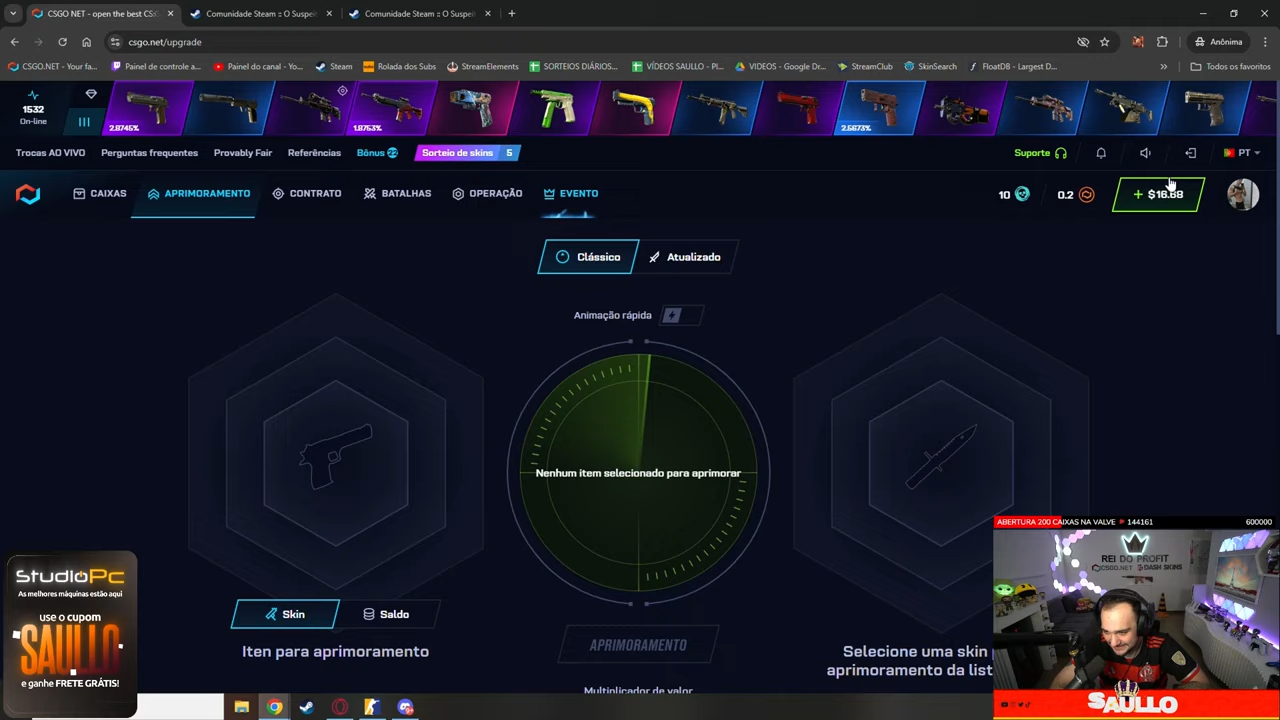 CSGO NET - open the best CS:
Comunidade Steam :: O Suspei
Comunidade Steam :: O Suspei
csgo.net/upgrade
Anônima
CSGO.NET - Your fa...
Painel de controle a...
Painel do canal - Yo...
Steam
Rolada dos Subs
StreamElements
SORTEIOS DIÁRIOS...
VÍDEOS SAULLO - Pl...
VIDEOS - Google Dr...
StreamClub
SkinSearch
FloatDB - Largest D...
Todos os favoritos
1532
On-line
2.8745%
1.8753%
2.5673%
Trocas AO VIVO
Perguntas frequentes
Provably Fair
Referências
Bônus 22
Sorteio de skins 5
Suporte
PT
CAIXAS
APRIMORAMENTO
CONTRATO
BATALHAS
OPERAÇÃO
EVENTO
10
0.2
+ $16.68
Clássico
Atualizado
Animação rápida
Nenhum item selecionado para aprimorar
Skin
Saldo
APRIMORAMENTO
Iten para aprimoramento
Selecione uma skin
aprimoramento da list
Multiplicador de valor
STUDIOPC
As melhores máquinas estão aqui
use o cupom
SAULLO
e ganhe FRETE GRÁTIS!
ABERTURA 200 CAIXAS NA VALVE
144161
600000
REI DO PROFIT
CSGO.NET
DASH SKINS
SAULLO